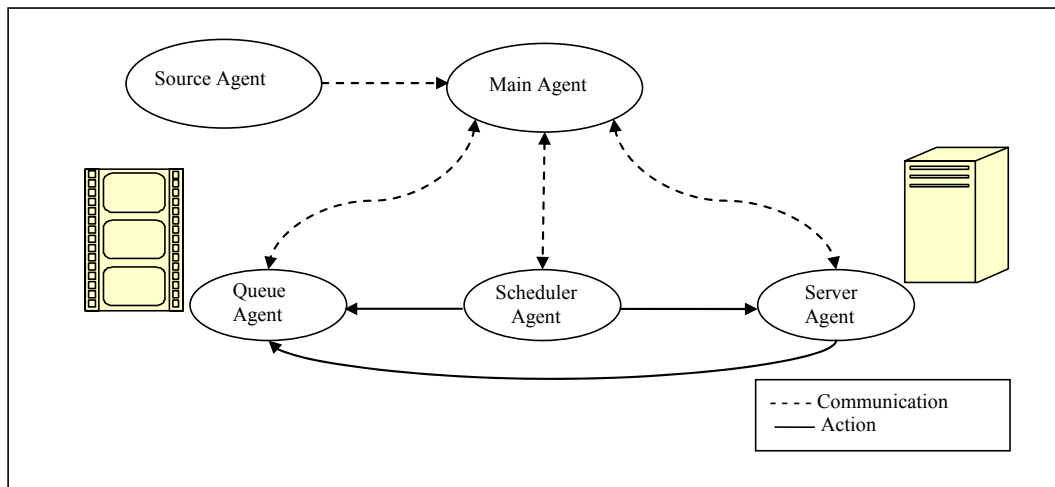 Source Agent
Main Agent
Queue
Agent
Scheduler
Agent
Server
Agent
Communication
Action